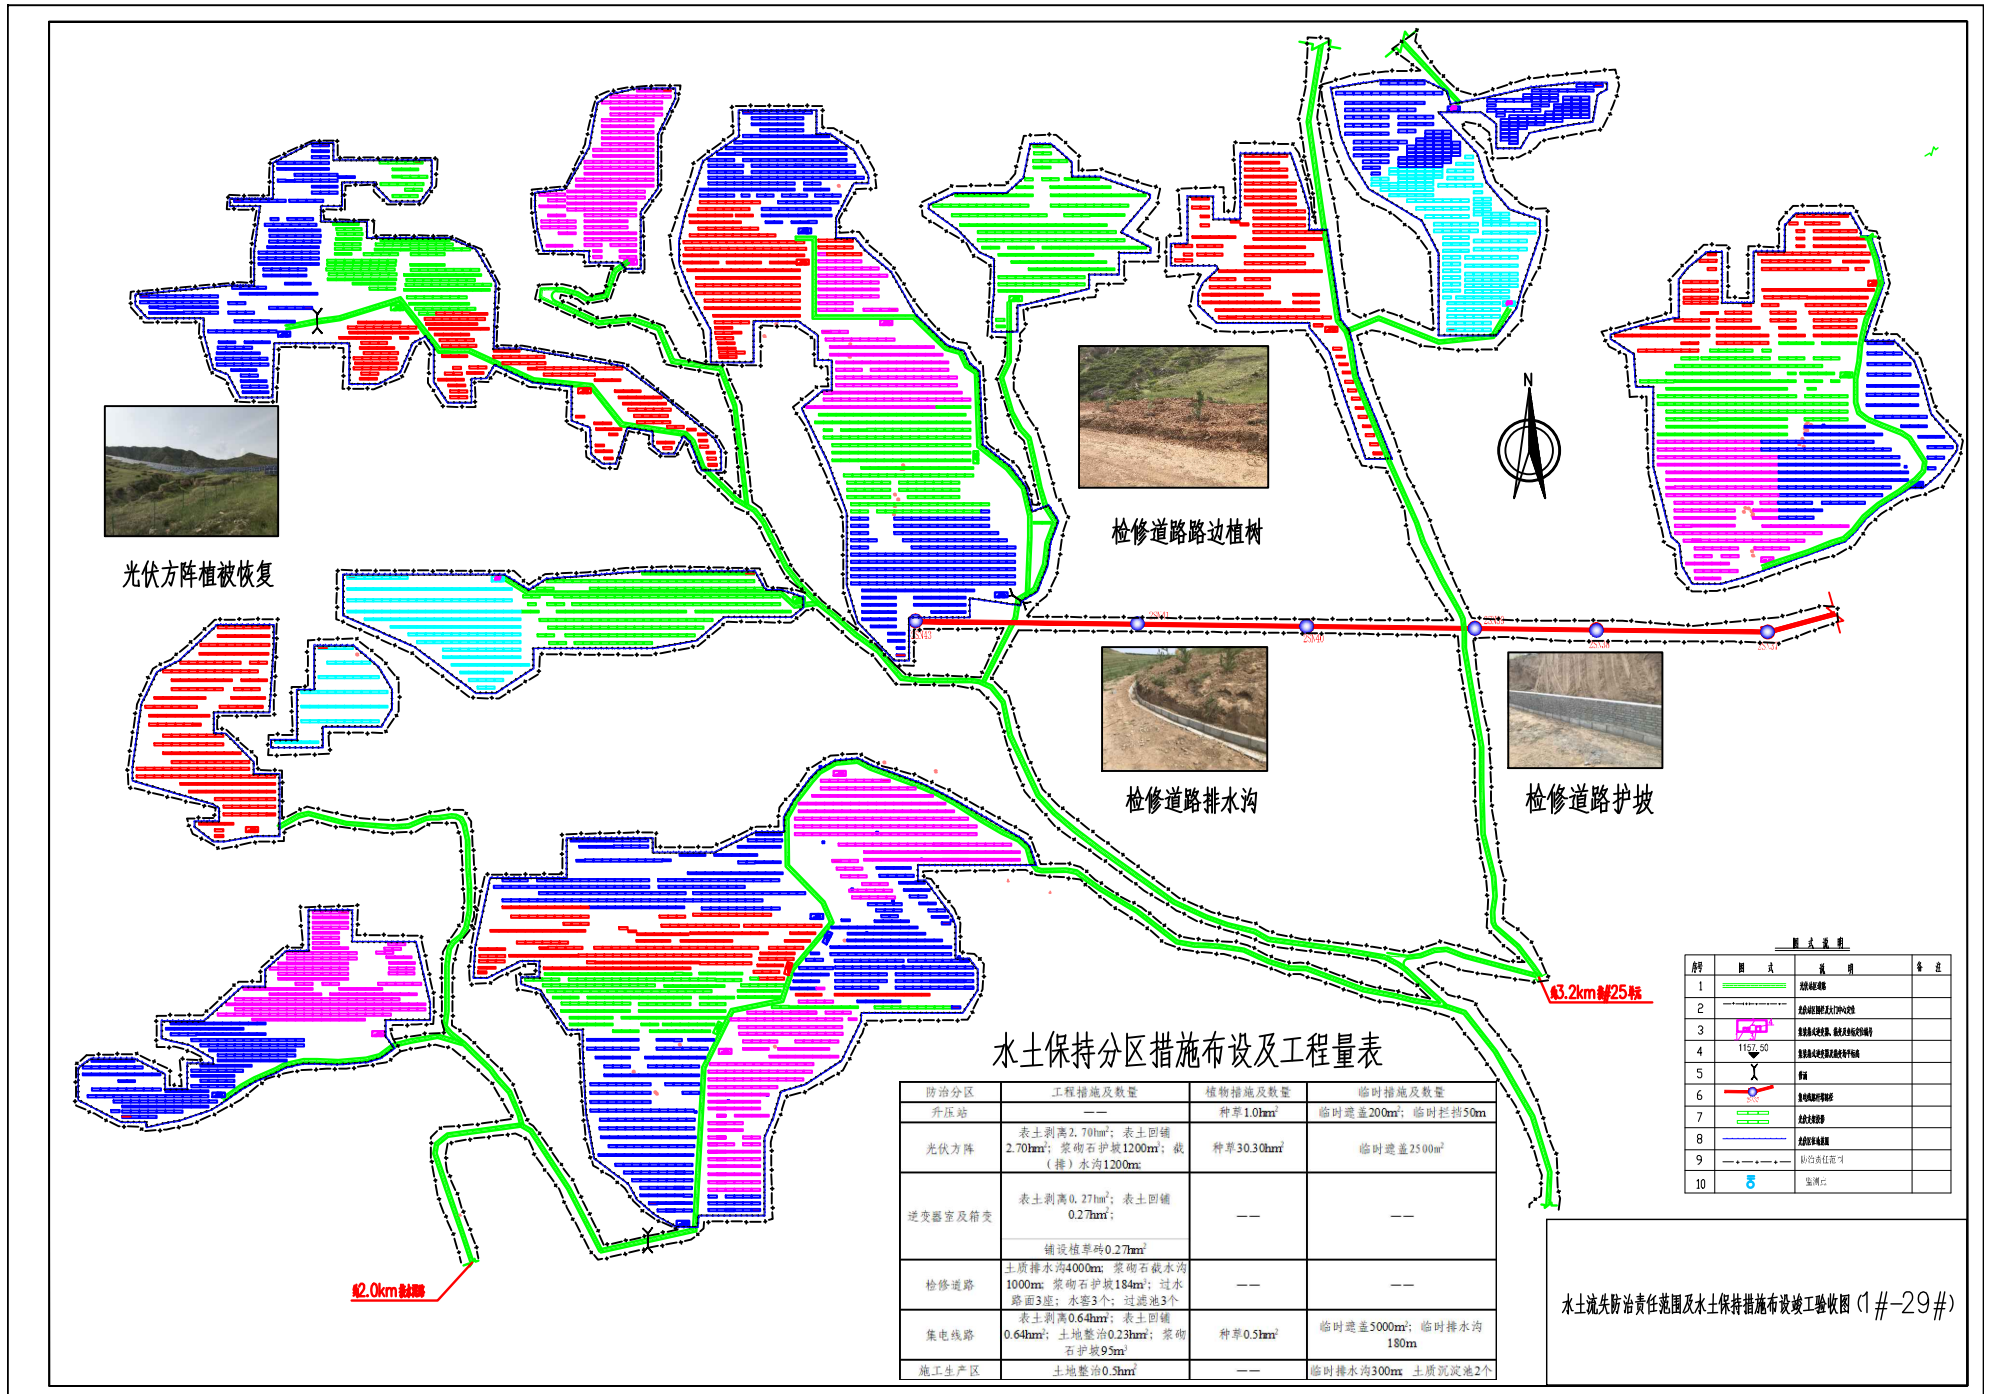 N
光伏方阵植被恢复
检修道路路边植树
检修道路排水沟
检修道路护坡
水土保持分区措施布设及工程量表
防治分区 工程措施及数量 植物措施及数量 临时措施及数量
升压站 —— 种草1.0hm² 临时遮盖200m²; 临时拦挡50m
光伏方阵 表土剥离2.70hm²; 表土回铺
2.70hm²; 浆砌石护坡1200m³; 截
(排)水沟1200m; 种草30.30hm² 临时遮盖2500m²
逆变器室及箱变 表土剥离0.27hm²; 表土回铺
0.27hm²; —— ——
铺设植草砖0.27hm²
检修道路 土质排水沟4000m; 浆砌石截水沟
1000m; 浆砌石护坡184m³; 过水
路面3座; 水窖3个; 过滤池3个 —— ——
集电线路 表土剥离0.64hm²; 表土回铺
0.64hm²; 土地整治0.23hm²; 浆砌
石护坡95m³ 种草0.5hm² 临时遮盖5000m²; 临时排水沟
180m
施工生产区 土地整治0.5hm² —— 临时排水沟300m; 土质沉淀池2个
图式说明
序号 图式 说明 备注
1
2
3
4 1157.50
5
6
7
8
9
10 监测点
水土流失防治责任范围及水土保持措施布设竣工验收图(1#-29#)